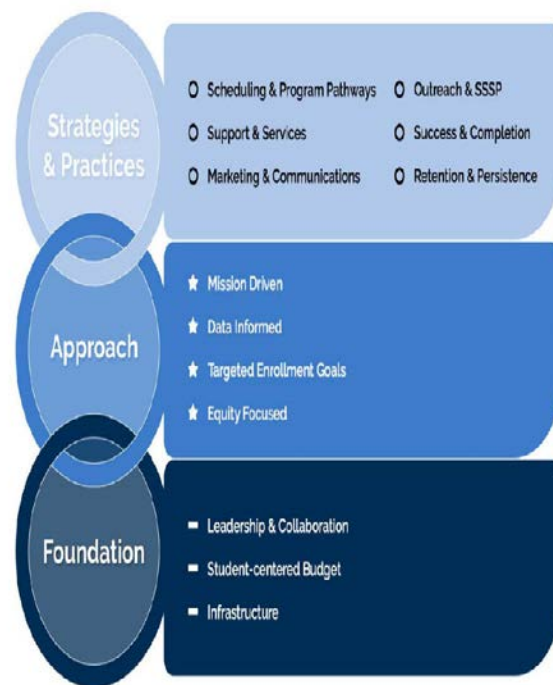 Strategies
& Practices
Scheduling & Program Pathways
Support & Services
Marketing & Communications
Outreach & SSSP
Success & Completion
Retention & Persistence
Approach
Mission Driven
Data Informed
Targeted Enrollment Goals
Equity Focused
Foundation
Leadership & Collaboration
Student-centered Budget
Infrastructure